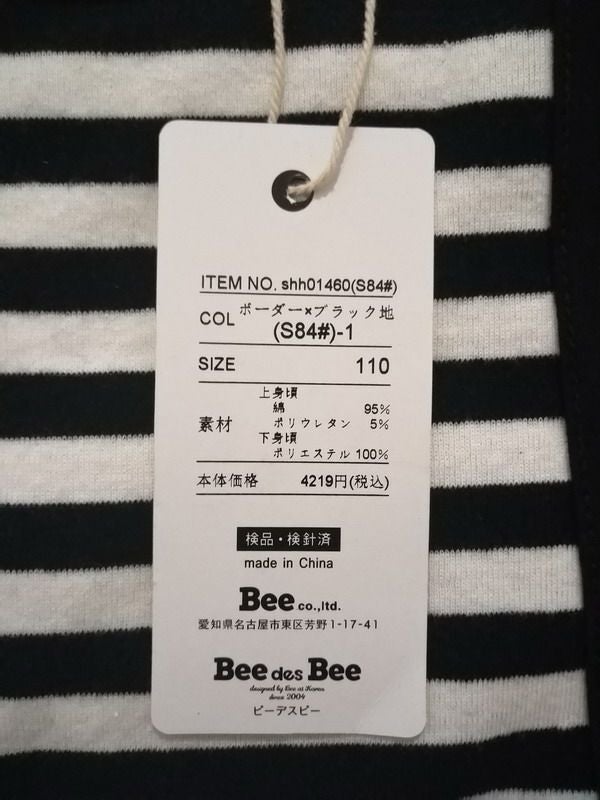 ITEM NO. shh01460(S84#)
COL ボーダー×ブラック地
(S84#)-1
SIZE 110
上身頃
綿 95%
素材 ポリウレタン 5%
下身頃
ポリエステル 100%
本体価格 4219円(税込)
検品・検針済
made in China
Bee co.,ltd.
愛知県名古屋市東区芳野1-17-41
Bee des Bee
designed by Bee at Korea
since 2004
ビーデスビー